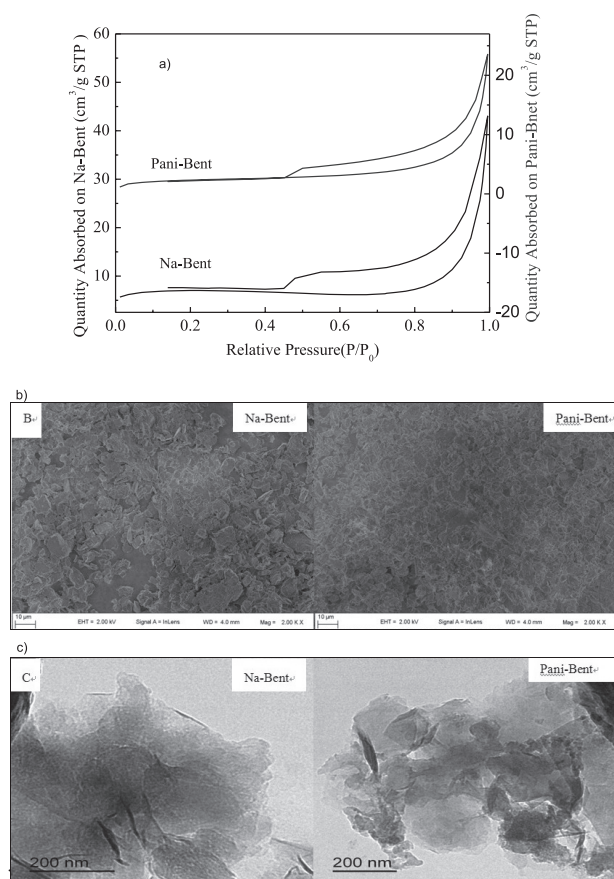 a)
Quantity Absorbed on Na-Bent (cm³/g STP)
60
50
40
30
20
10
Pani-Bent
Na-Bent
Quantity Absorbed on Pani-Bnet (cm³/g STP)
20
10
0
-10
-20
0.0 0.2 0.4 0.6 0.8 1.0
Relative Pressure(P/P₀)
b)
B
Na-Bent
Pani-Bent
10 µm EHT = 2.00 kV Signal A = InLens WD = 4.0 mm Mag = 2.00 K X
10 µm EHT = 2.00 kV Signal A = InLens WD = 4.0 mm Mag = 2.00 K X
c)
C
Na-Bent
Pani-Bent
200 nm
200 nm